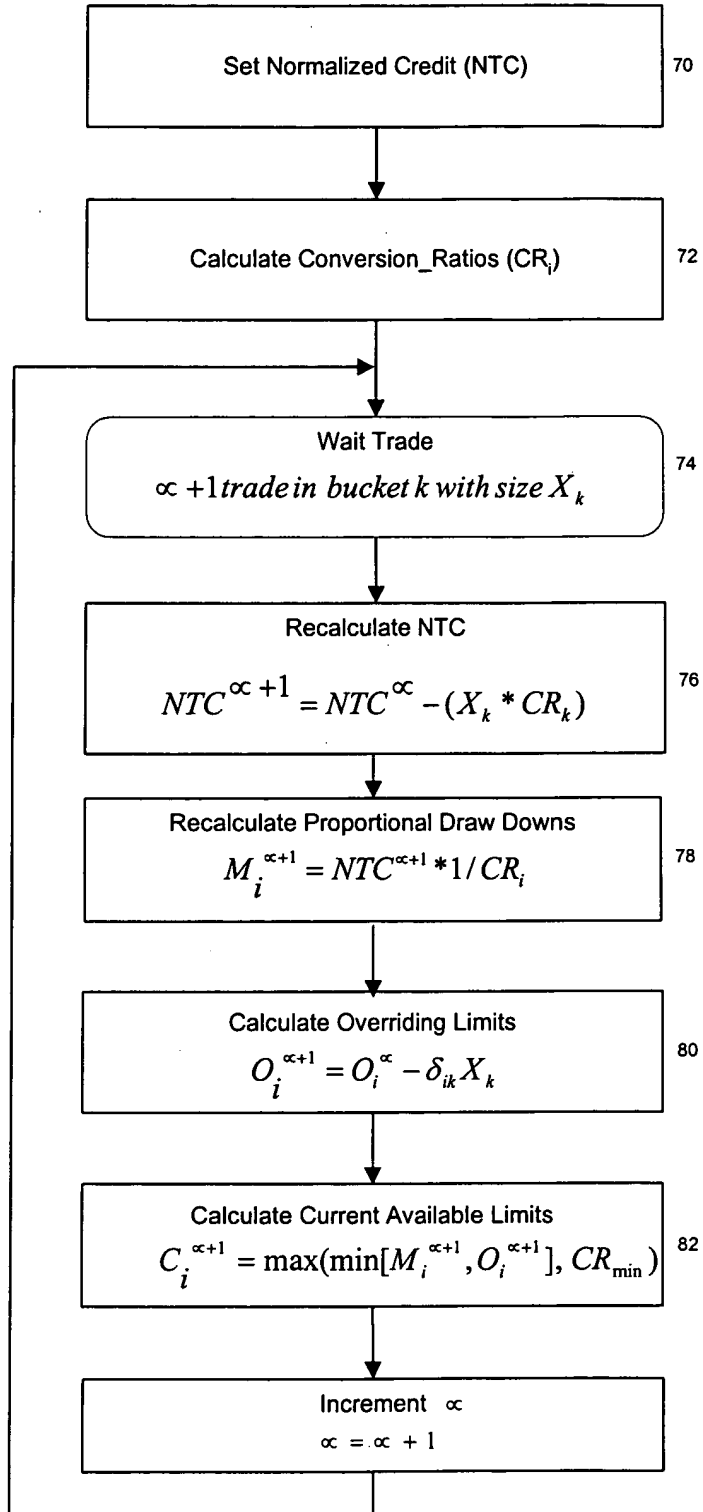 Set Normalized Credit (NTC)
70
Calculate Conversion_Ratios (CR_i)
72
Wait Trade
∝ +1 trade in bucket k with size X_k
74
Recalculate NTC
NTC^{∝ +1} = NTC^∝ − (X_k * CR_k)
76
Recalculate Proportional Draw Downs
M_i^{∝+1} = NTC^{∝+1} * 1 / CR_i
78
Calculate Overriding Limits
O_i^{∝+1} = O_i^∝ − δ_{ik} X_k
80
Calculate Current Available Limits
C_i^{∝+1} = max(min[M_i^{∝+1}, O_i^{∝+1}], CR_min)
82
Increment ∝
∝ = ∝ + 1